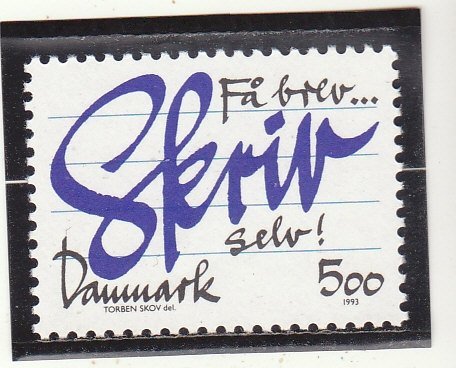 Få brev...
Skriv
selv!
Danmark 5.00
TORBEN SKOV del. 1993